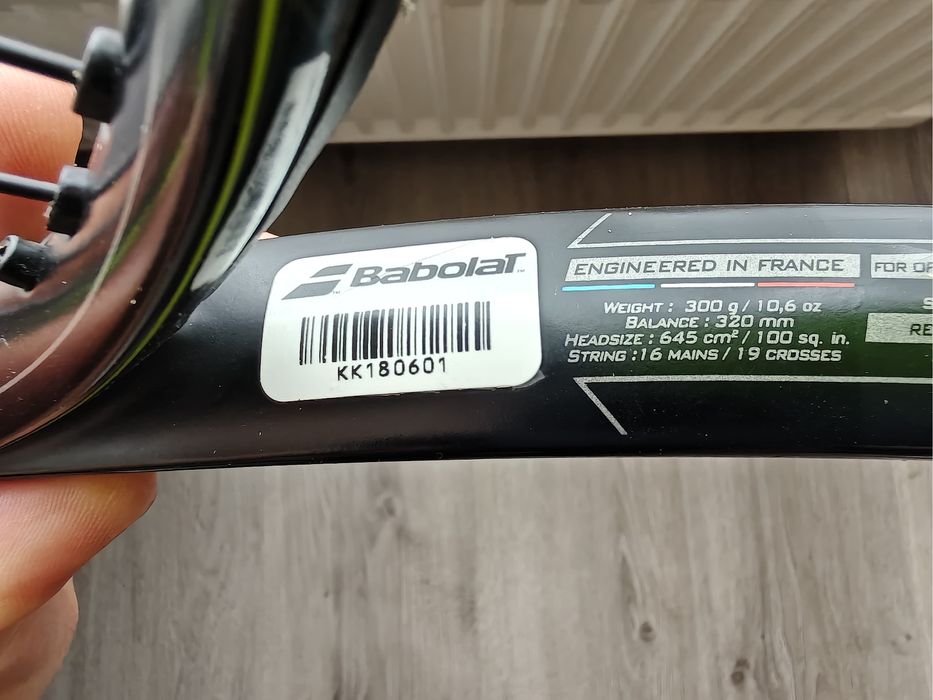 BABOLAT
KK180601
ENGINEERED IN FRANCE
FOR
WEIGHT : 300 g / 10,6 oz
BALANCE : 320 mm
HEADSIZE : 645 cm² / 100 sq. in.
STRING :16 MAINS / 19 CROSSES